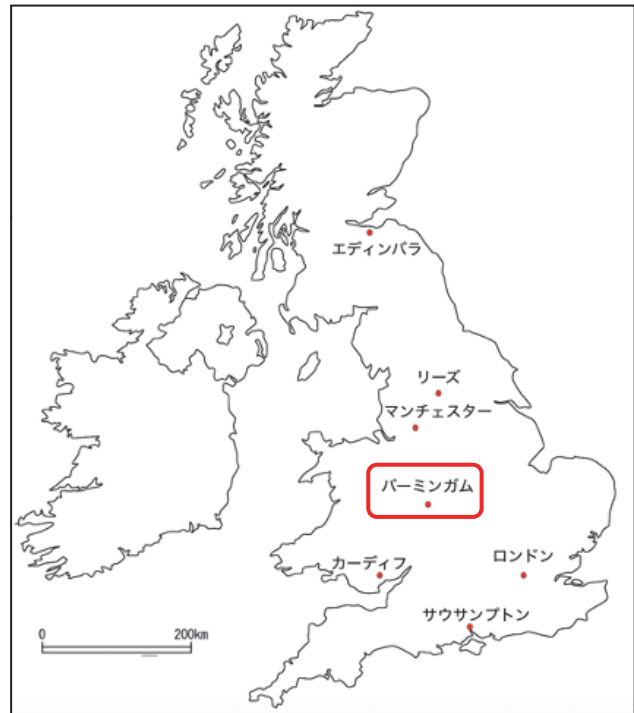 エディンバラ
リーズ
マンチェスター
バーミンガム
カーディフ
ロンドン
サウサンプトン
0
200km